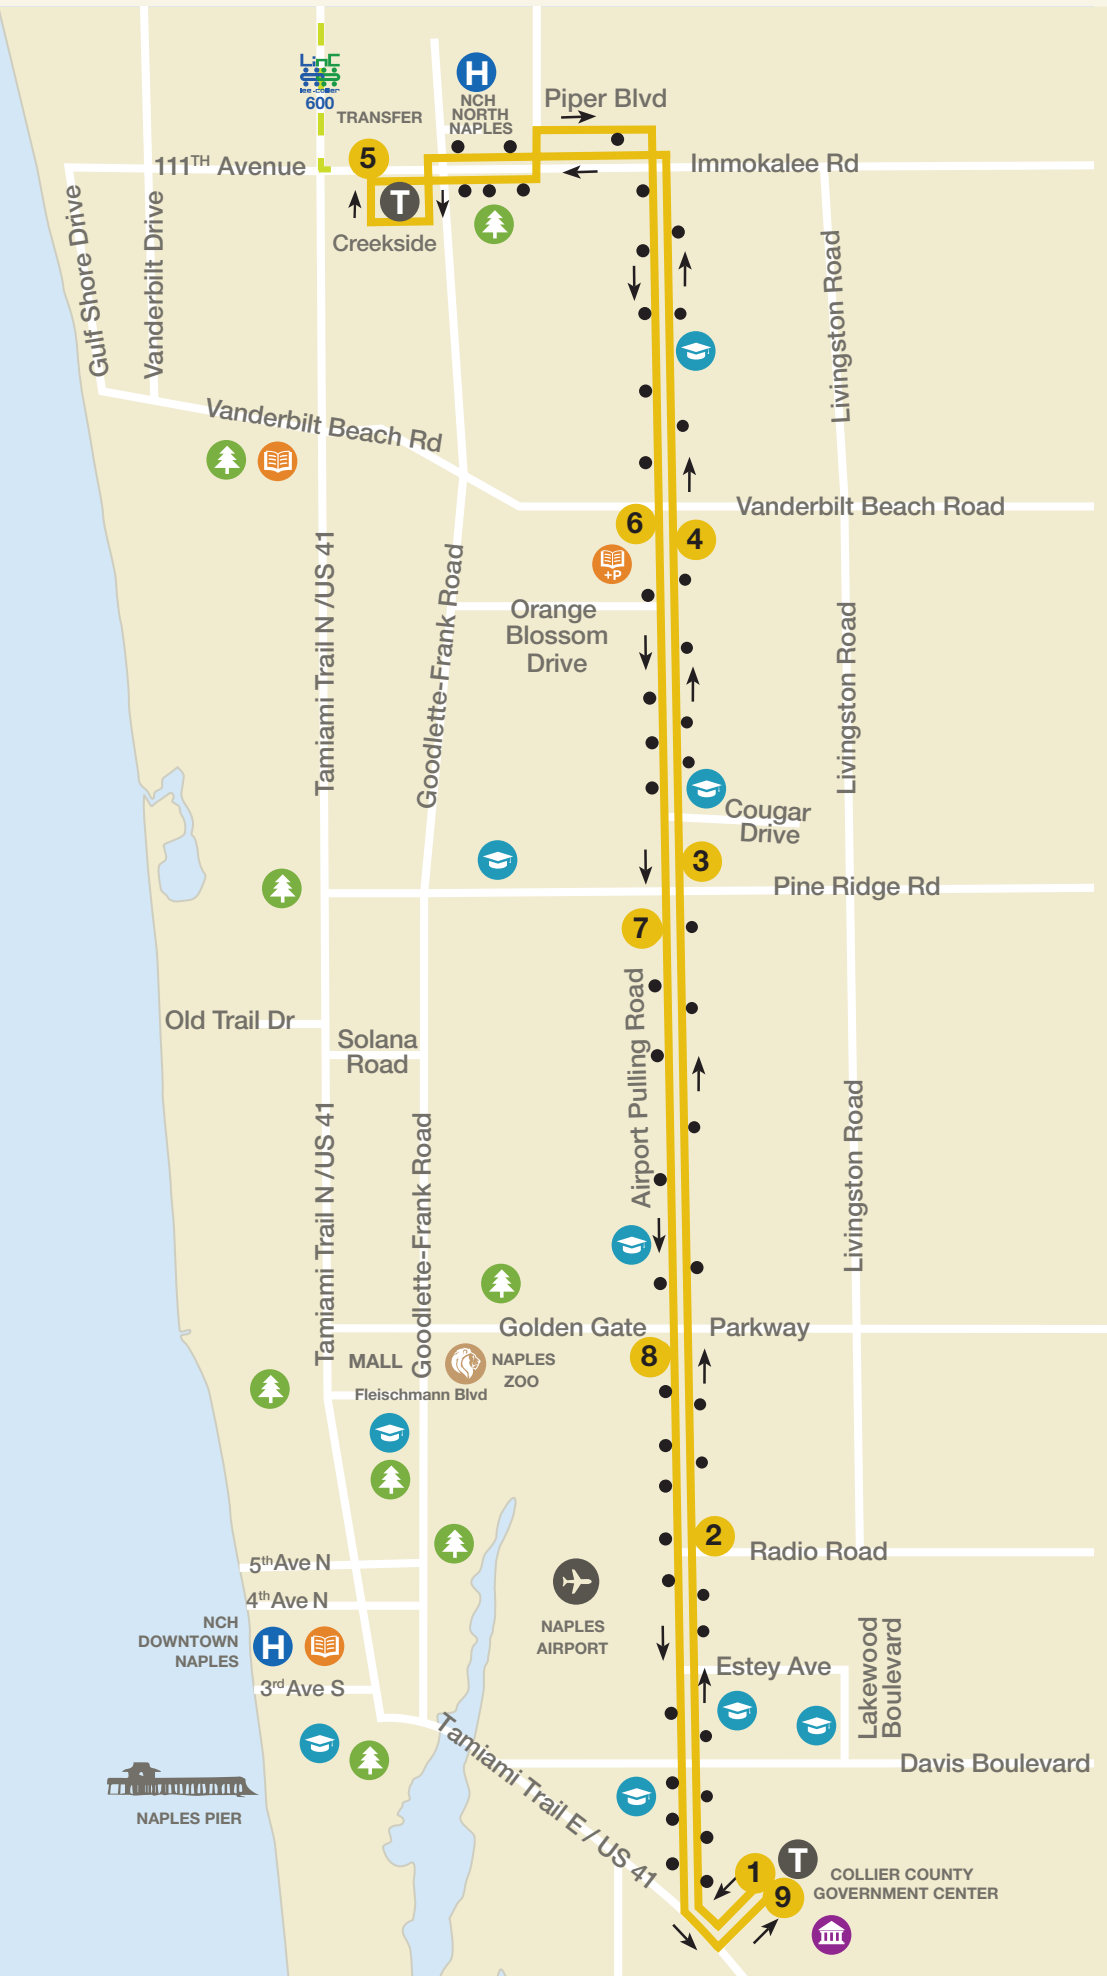 LinC
lee-collier
600
TRANSFER
H
NCH
NORTH
NAPLES
Piper Blvd
5
111TH Avenue
Immokalee Rd
T
Creekside
Gulf Shore Drive
Vanderbilt Drive
Livingston Road
Vanderbilt Beach Rd
Vanderbilt Beach Road
6
4
+P
Tamiami Trail N /US 41
Goodlette-Frank Road
Orange
Blossom
Drive
Livingston Road
Cougar
Drive
3
Pine Ridge Rd
7
Airport Pulling Road
Old Trail Dr
Solana
Road
Tamiami Trail N /US 41
Goodlette-Frank Road
Livingston Road
Golden Gate Parkway
8
MALL
NAPLES
ZOO
Fleischmann Blvd
2
Radio Road
5th Ave N
4th Ave N
NAPLES
AIRPORT
NCH
DOWNTOWN
NAPLES
H
3rd Ave S
Estey Ave
Lakewood
Boulevard
Tamiami Trail E / US 41
Davis Boulevard
NAPLES PIER
1
T
9
COLLIER COUNTY
GOVERNMENT CENTER